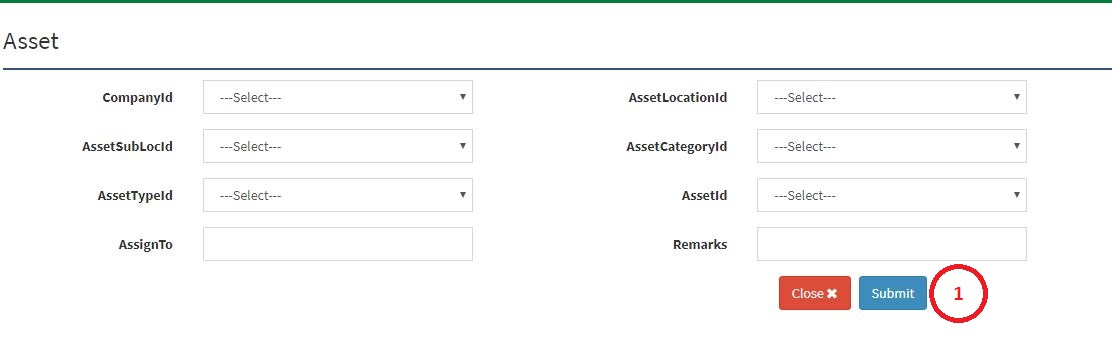 Asset
CompanyId ---Select--- AssetLocationId ---Select---
AssetSubLocId ---Select--- AssetCategoryId ---Select---
AssetTypeId ---Select--- AssetId ---Select---
AssignTo Remarks
Close ✖ Submit 1